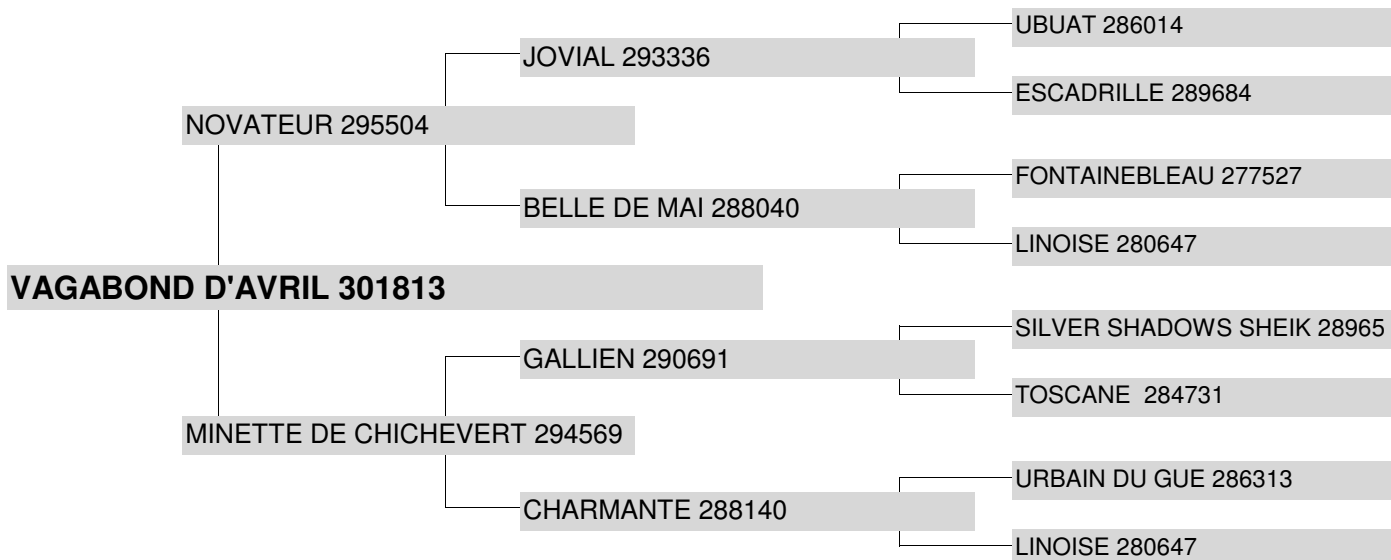 UBUAT 286014
JOVIAL 293336
ESCADRILLE 289684
NOVATEUR 295504
FONTAINEBLEAU 277527
BELLE DE MAI 288040
LINOISE 280647
VAGABOND D'AVRIL 301813
SILVER SHADOWS SHEIK 28965
GALLIEN 290691
TOSCANE 284731
MINETTE DE CHICHEVERT 294569
URBAIN DU GUE 286313
CHARMANTE 288140
LINOISE 280647